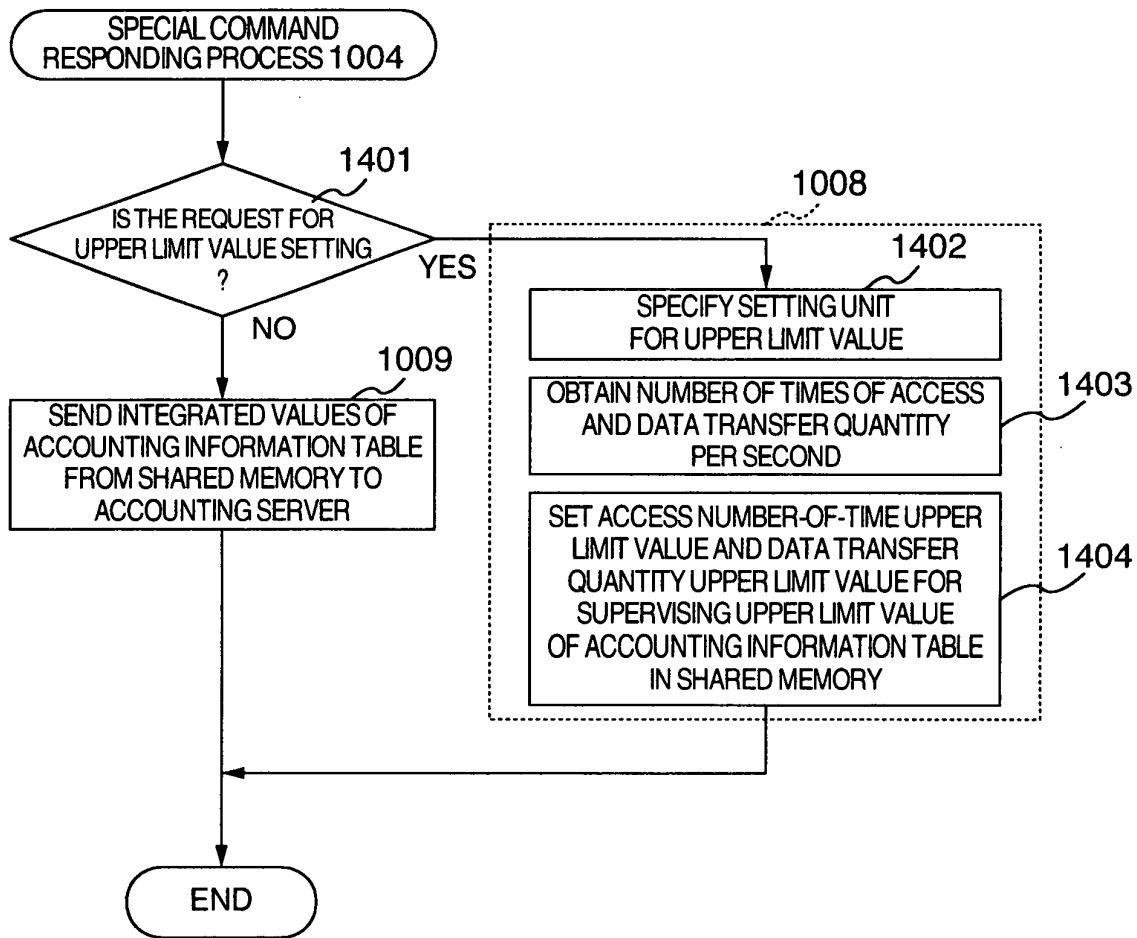 SPECIAL COMMAND
RESPONDING PROCESS 1004
1401
IS THE REQUEST FOR
UPPER LIMIT VALUE SETTING
?
YES
NO
1008
1402
SPECIFY SETTING UNIT
FOR UPPER LIMIT VALUE
1403
OBTAIN NUMBER OF TIMES OF ACCESS
AND DATA TRANSFER QUANTITY
PER SECOND
1009
SEND INTEGRATED VALUES OF
ACCOUNTING INFORMATION TABLE
FROM SHARED MEMORY TO
ACCOUNTING SERVER
1404
SET ACCESS NUMBER-OF-TIME UPPER
LIMIT VALUE AND DATA TRANSFER
QUANTITY UPPER LIMIT VALUE FOR
SUPERVISING UPPER LIMIT VALUE
OF ACCOUNTING INFORMATION TABLE
IN SHARED MEMORY
END